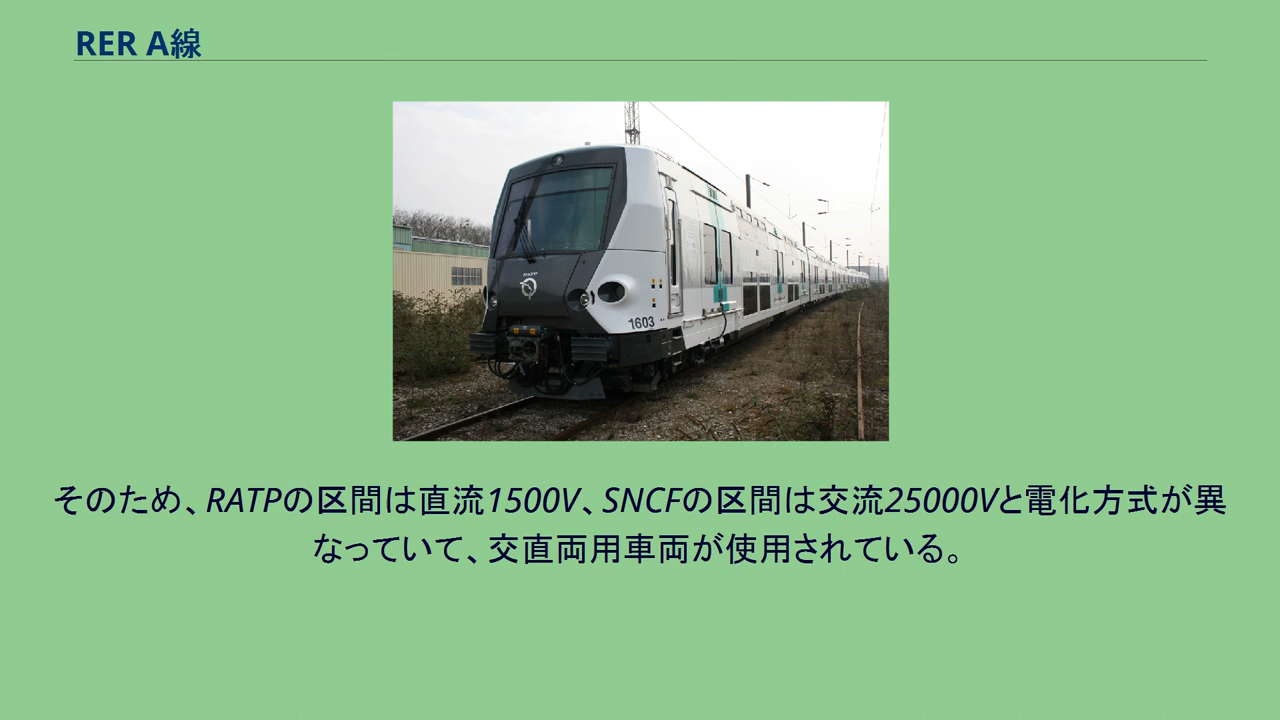 RER A線
RATP
1603
そのため、RATPの区間は直流1500V、SNCFの区間は交流25000Vと電化方式が異
なっていて、交直両用車両が使用されている。